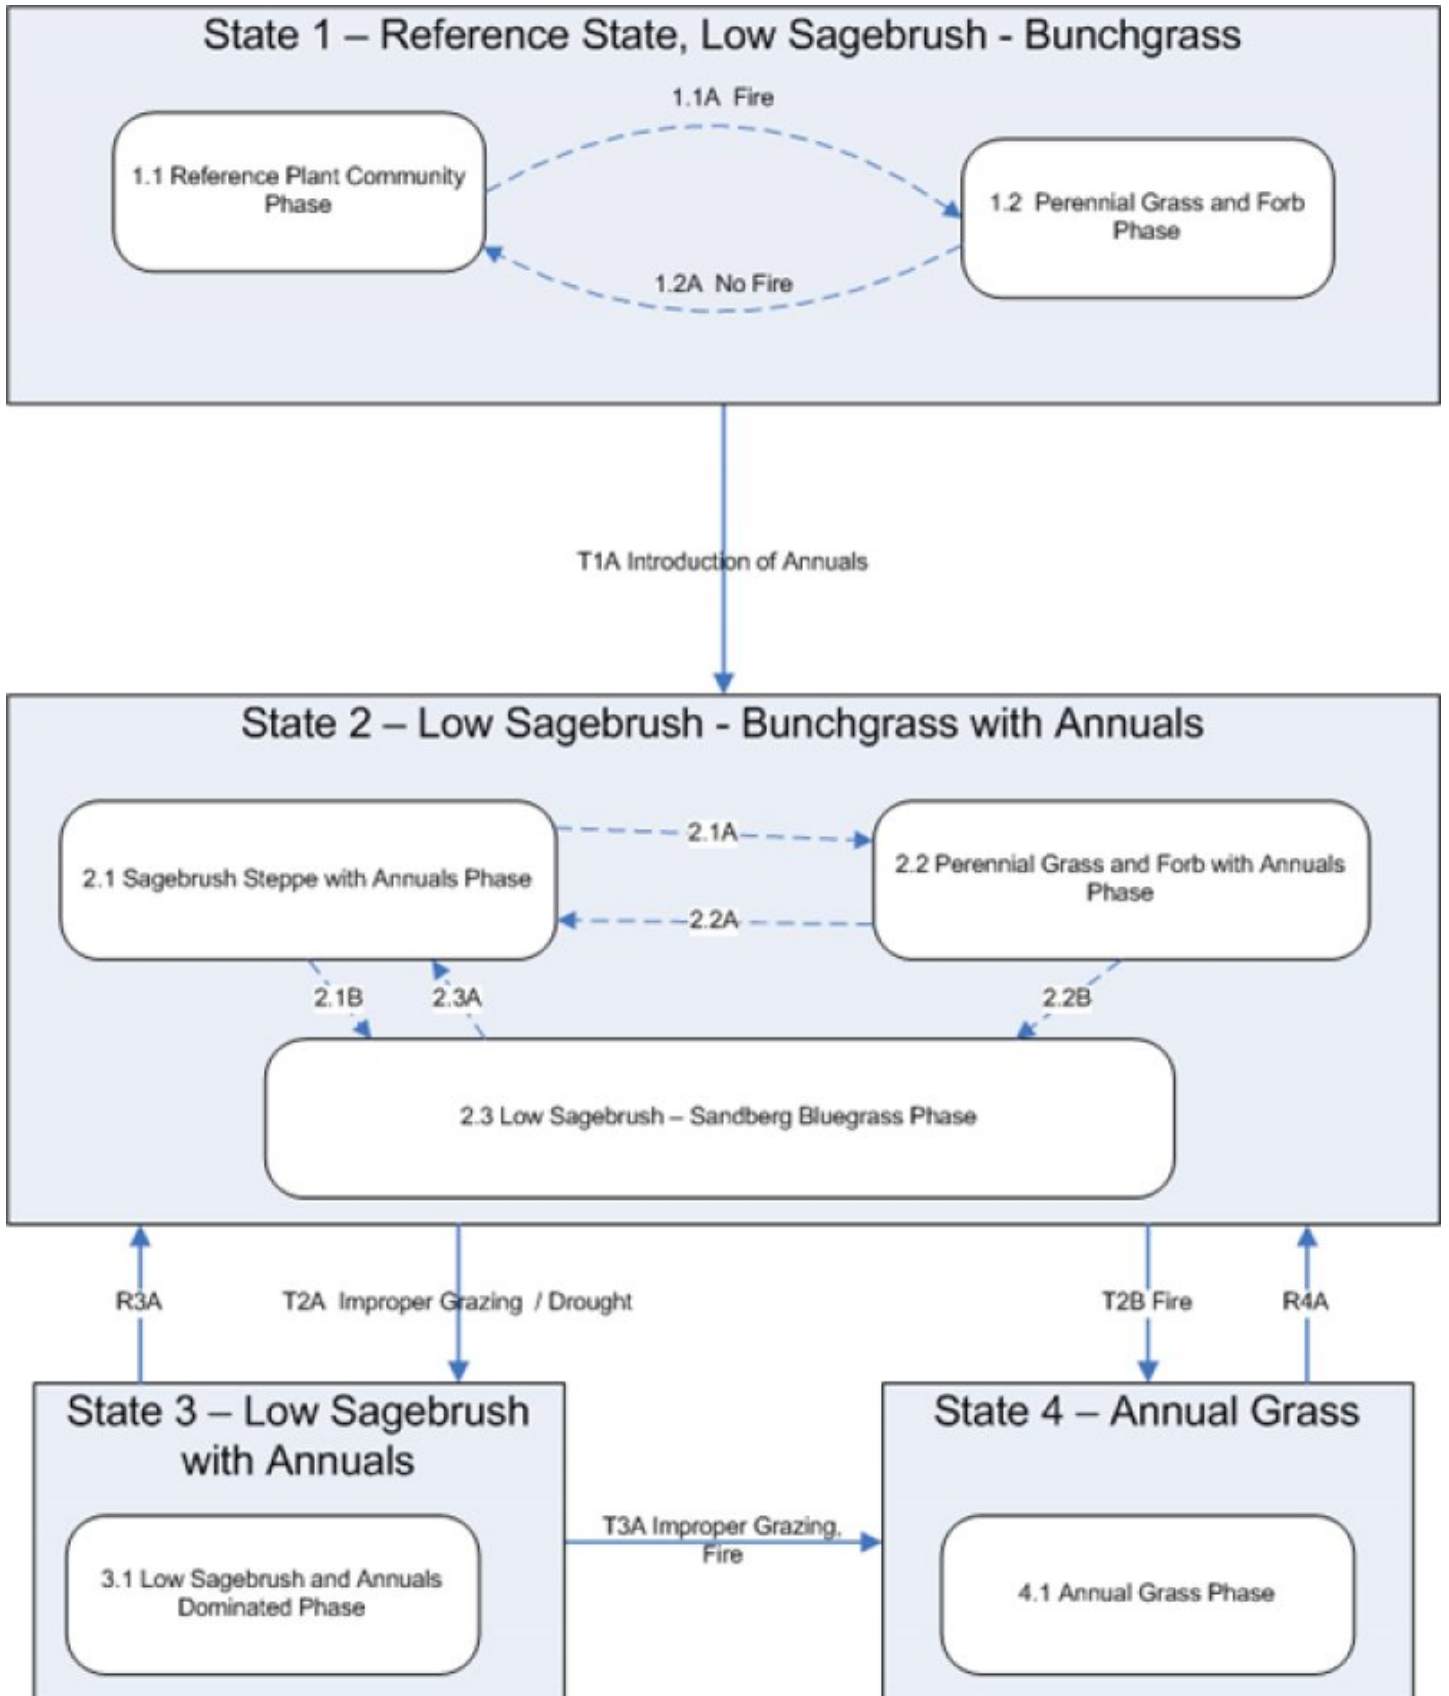 State 1 – Reference State, Low Sagebrush - Bunchgrass
1.1A  Fire
1.1 Reference Plant Community
Phase
1.2  Perennial Grass and Forb
Phase
1.2A  No Fire
T1A Introduction of Annuals
State 2 – Low Sagebrush - Bunchgrass with Annuals
2.1A
2.1 Sagebrush Steppe with Annuals Phase
2.2 Perennial Grass and Forb with Annuals
Phase
2.2A
2.1B
2.3A
2.2B
2.3 Low Sagebrush – Sandberg Bluegrass Phase
R3A
T2A  Improper Grazing  / Drought
T2B Fire
R4A
State 3 – Low Sagebrush
with Annuals
State 4 – Annual Grass
T3A Improper Grazing,
Fire
3.1 Low Sagebrush and Annuals
Dominated Phase
4.1 Annual Grass Phase